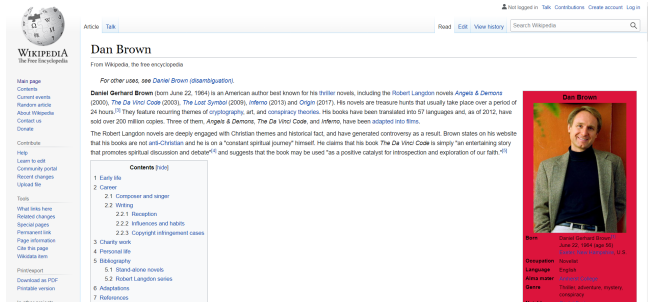 Not logged in Talk Contributions Create account Log in
Article Talk
Read Edit View history Search Wikipedia
WIKIPEDIA
The Free Encyclopedia
Main page
Contents
Current events
Random article
About Wikipedia
Contact us
Donate
Contribute
Help
Learn to edit
Community portal
Recent changes
Upload file
Tools
What links here
Related changes
Special pages
Permanent link
Page information
Cite this page
Wikidata item
Print/export
Download as PDF
Printable version
Dan Brown
From Wikipedia, the free encyclopedia
For other uses, see Daniel Brown (disambiguation).
Daniel Gerhard Brown (born June 22, 1964) is an American author best known for his thriller novels, including the Robert Langdon novels Angels & Demons
(2000), The Da Vinci Code (2003), The Lost Symbol (2009), Inferno (2013) and Origin (2017). His novels are treasure hunts that usually take place over a period of
24 hours.[3] They feature recurring themes of cryptography, art, and conspiracy theories. His books have been translated into 57 languages and, as of 2012, have
sold over 200 million copies. Three of them, Angels & Demons, The Da Vinci Code, and Inferno, have been adapted into films.
The Robert Langdon novels are deeply engaged with Christian themes and historical fact, and have generated controversy as a result. Brown states on his website
that his books are not anti-Christian and he is on a "constant spiritual journey" himself. He claims that his book The Da Vinci Code is simply "an entertaining story
that promotes spiritual discussion and debate"[4] and suggests that the book may be used "as a positive catalyst for introspection and exploration of our faith."[5]
Contents [hide]
1 Early life
2 Career
2.1 Composer and singer
2.2 Writing
2.2.1 Reception
2.2.2 Influences and habits
2.2.3 Copyright infringement cases
3 Charity work
4 Personal life
5 Bibliography
5.1 Stand-alone novels
5.2 Robert Langdon series
6 Adaptations
7 References
Dan Brown
Born Daniel Gerhard Brown
June 22, 1964 (age 56)
U.S.
Occupation Novelist
Language English
Alma mater
Genre Thriller, adventure, mystery,
conspiracy